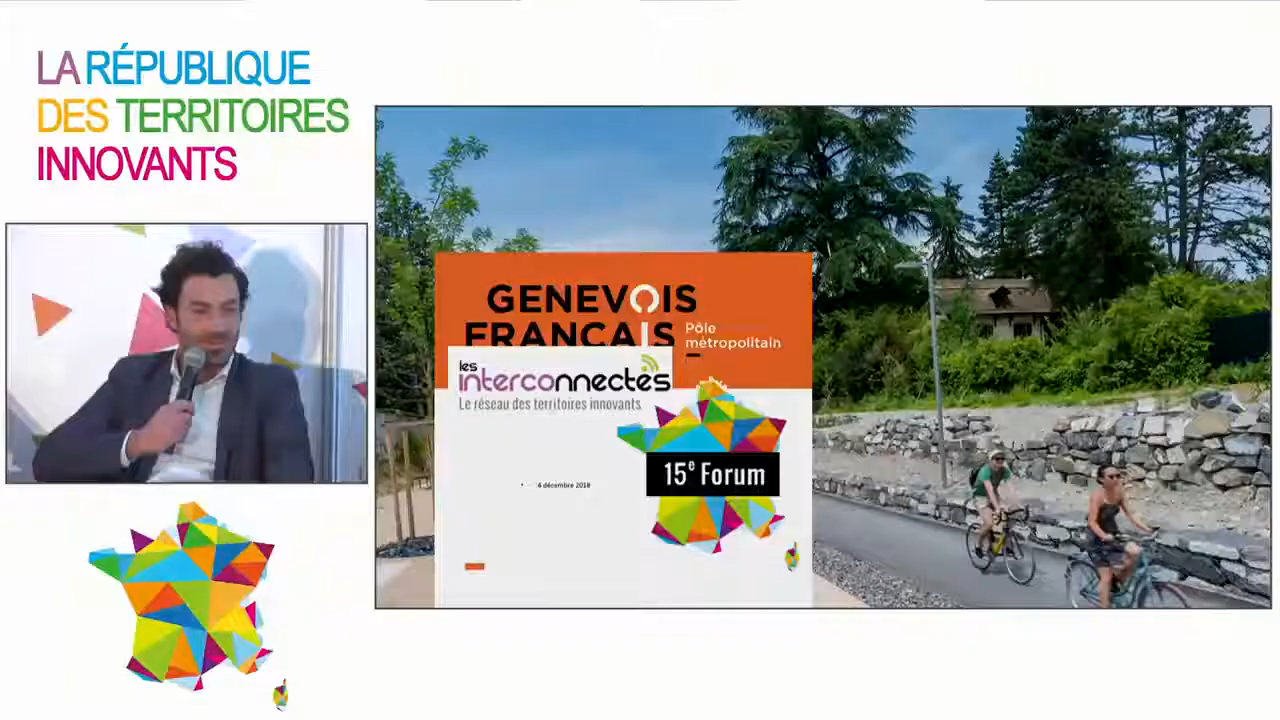 LA RÉPUBLIQUE
DES TERRITOIRES
INNOVANTS
GENEVOIS
FRANÇAIS
Pôle
métropolitain
les
interconnectés
Le réseau des territoires innovants
15e Forum
4 décembre 2018